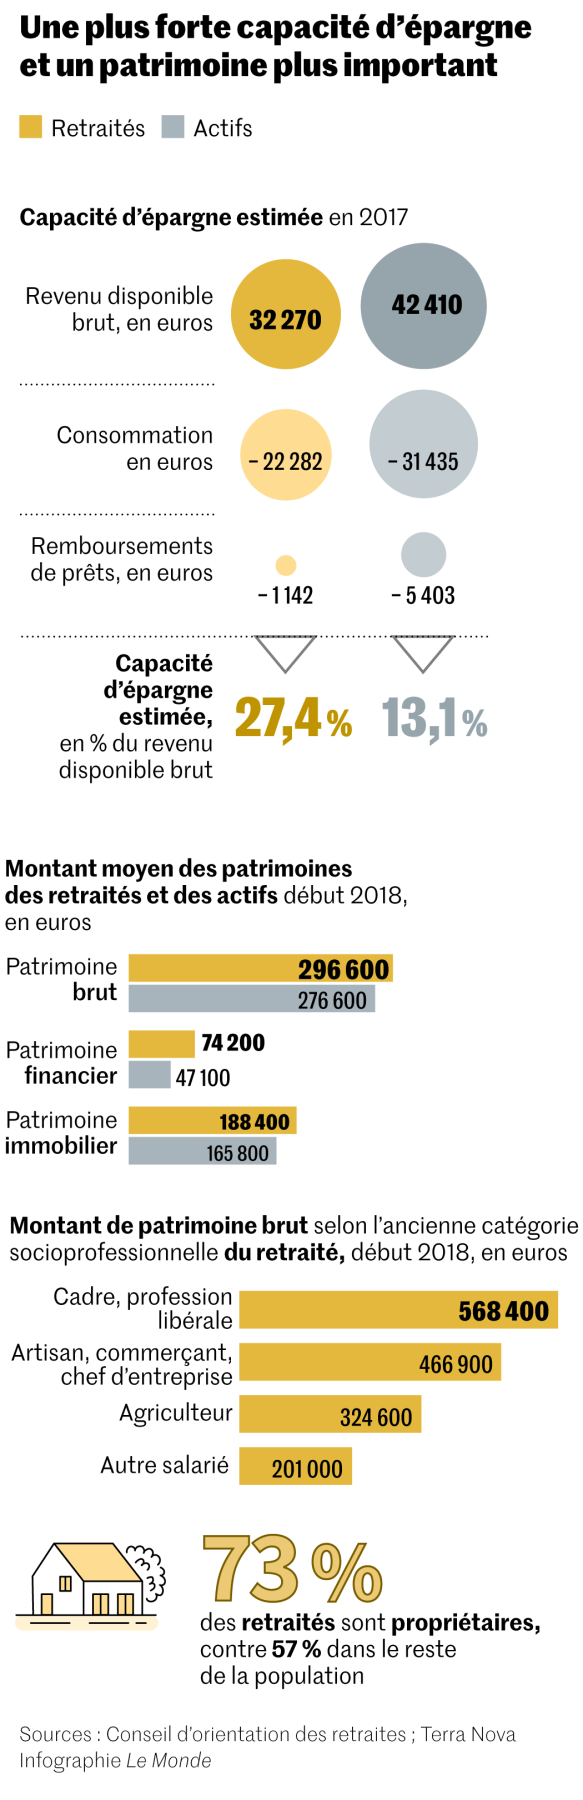 Une plus forte capacité d'épargne
et un patrimoine plus important
Retraités Actifs
Capacité d'épargne estimée en 2017
Revenu disponible
brut, en euros
32 270 42 410
Consommation
en euros
– 22 282 – 31 435
Remboursements
de prêts, en euros
– 1 142 – 5 403
Capacité
d'épargne
estimée,
en % du revenu
disponible brut
27,4 % 13,1 %
Montant moyen des patrimoines
des retraités et des actifs début 2018,
en euros
Patrimoine
brut
296 600
276 600
Patrimoine
financier
74 200
47 100
Patrimoine
immobilier
188 400
165 800
Montant de patrimoine brut selon l'ancienne catégorie
socioprofessionnelle du retraité, début 2018, en euros
Cadre, profession
libérale
568 400
Artisan, commerçant,
chef d'entreprise
466 900
Agriculteur
324 600
Autre salarié
201 000
73 %
des retraités sont propriétaires,
contre 57 % dans le reste
de la population
Sources : Conseil d'orientation des retraites ; Terra Nova
Infographie Le Monde